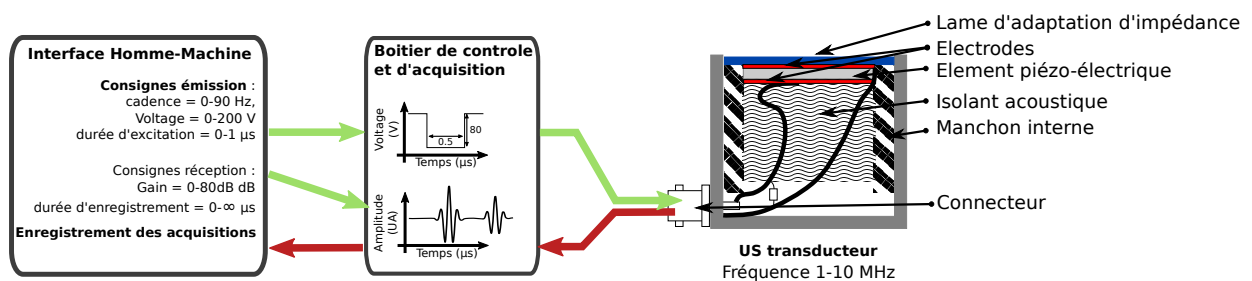 Interface Homme-Machine
Consignes émission :
cadence = 0-90 Hz,
Voltage = 0-200 V
durée d'excitation = 0-1 µs
Consignes réception :
Gain = 0-80dB dB
durée d'enregistrement = 0-∞ µs
Enregistrement des acquisitions
Boitier de controle
et d'acquisition
Voltage
(V)
0.5
80
Temps (µs)
Amplitude
(UA)
Temps (µs)
Lame d'adaptation d'impédance
Electrodes
Element piézo-électrique
Isolant acoustique
Manchon interne
Connecteur
US transducteur
Fréquence 1-10 MHz